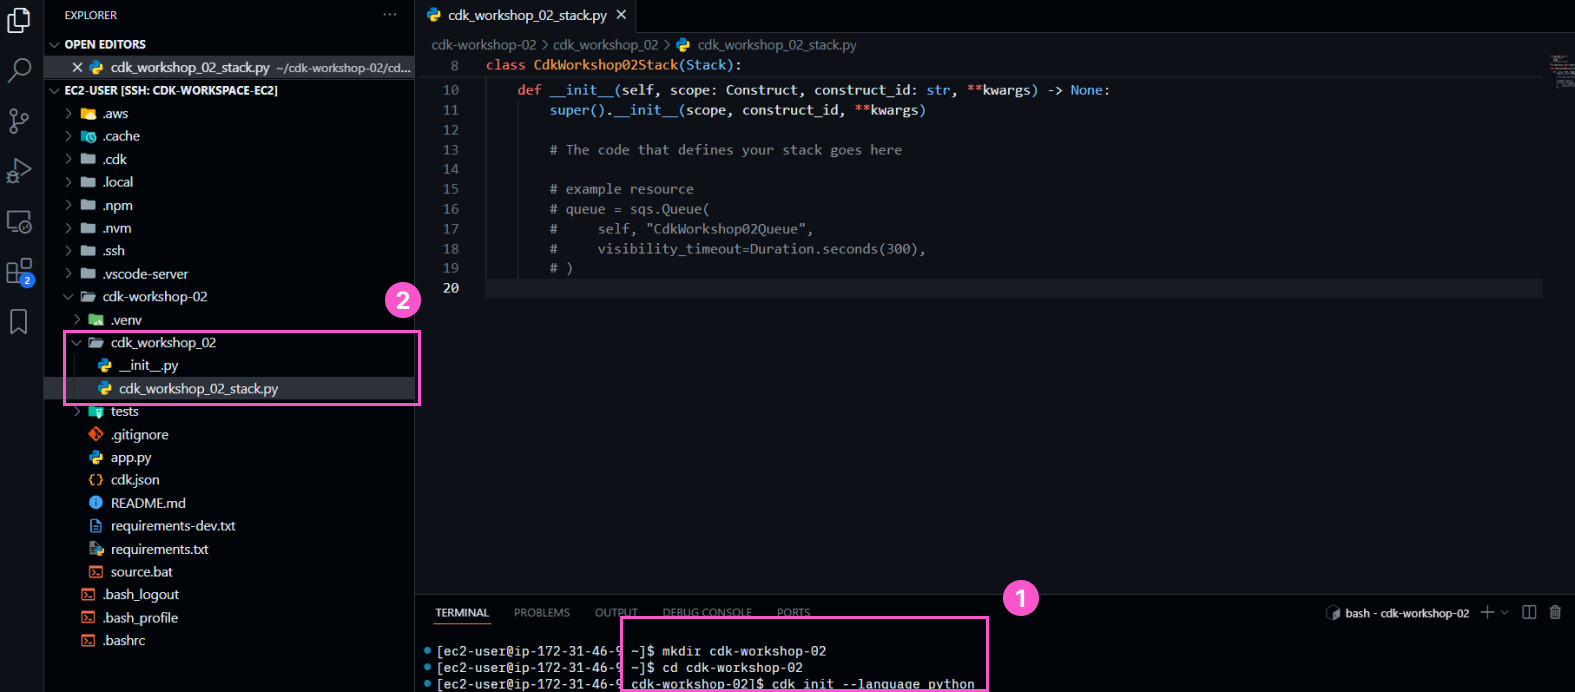 EXPLORER
···
OPEN EDITORS
cdk_workshop_02_stack.py ~/cdk-workshop-02/cd...
EC2-USER [SSH: CDK-WORKSPACE-EC2]
.aws
.cache
.cdk
.local
.npm
.nvm
.ssh
.vscode-server
cdk-workshop-02
.venv
2
cdk_workshop_02
__init__.py
cdk_workshop_02_stack.py
tests
.gitignore
app.py
cdk.json
README.md
requirements-dev.txt
requirements.txt
source.bat
.bash_logout
.bash_profile
.bashrc
2
cdk_workshop_02_stack.py
cdk-workshop-02 > cdk_workshop_02 > cdk_workshop_02_stack.py
8 class CdkWorkshop02Stack(Stack):
10 def __init__(self, scope: Construct, construct_id: str, **kwargs) -> None:
11 super().__init__(scope, construct_id, **kwargs)
12
13 # The code that defines your stack goes here
14
15 # example resource
16 # queue = sqs.Queue(
17 #     self, "CdkWorkshop02Queue",
18 #     visibility_timeout=Duration.seconds(300),
19 # )
20
1
TERMINAL PROBLEMS OUTPUT DEBUG CONSOLE PORTS
bash - cdk-workshop-02
[ec2-user@ip-172-31-46-9 ~]$ mkdir cdk-workshop-02
[ec2-user@ip-172-31-46-9 ~]$ cd cdk-workshop-02
[ec2-user@ip-172-31-46-9 cdk-workshop-02]$ cdk init --language python